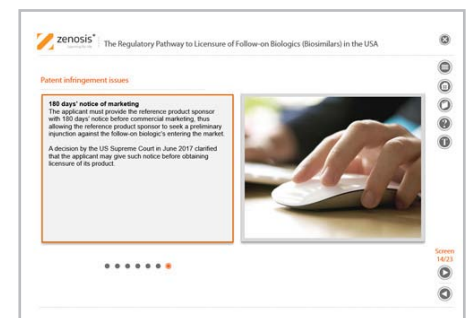 zenosis
The Regulatory Pathway to Licensure of Follow-on Biologics (Biosimilars) in the USA
Patent infringement issues
180 days' notice of marketing
The applicant must provide the reference product sponsor
with 180 days' notice before commercial marketing, thus
allowing the reference product sponsor to seek a preliminary
injunction against the follow-on biologic's entering the market.
A decision by the US Supreme Court in June 2017 clarified
that the applicant may give such notice before obtaining
licensure of its product.
Screen
14/23